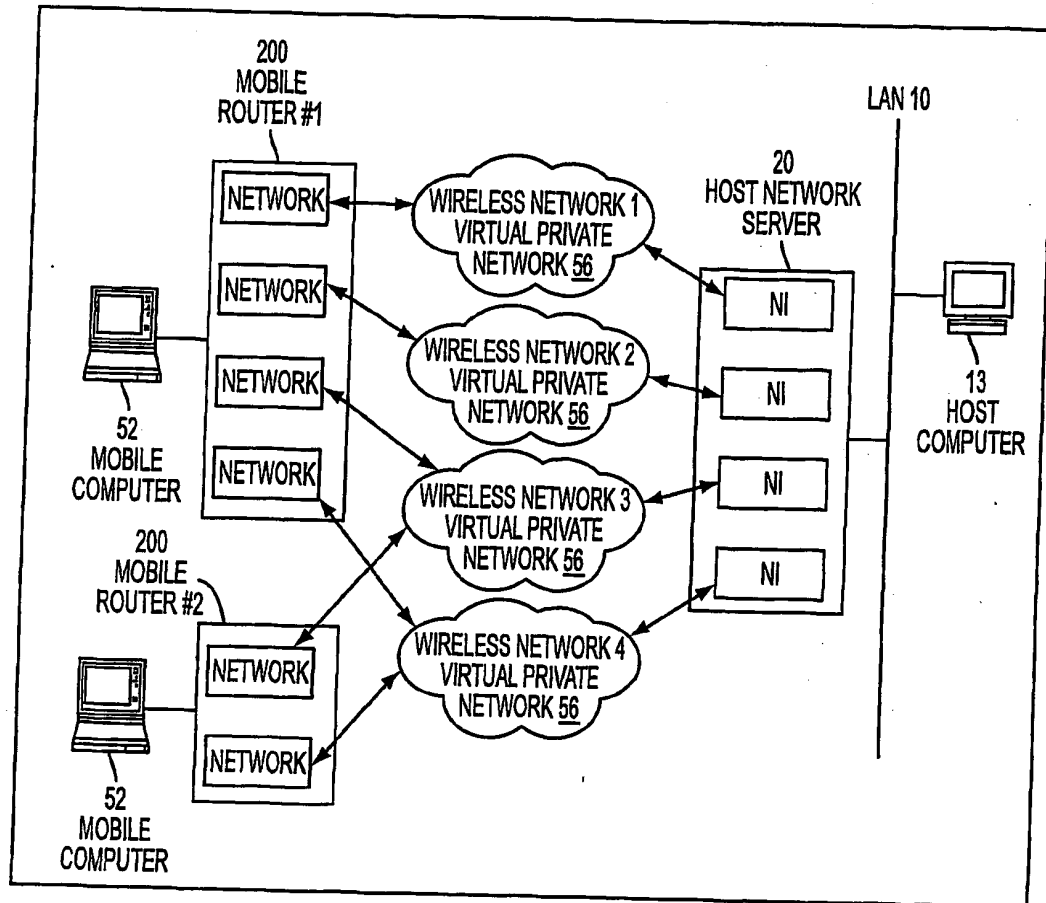 200
MOBILE
ROUTER #1
NETWORK
NETWORK
NETWORK
NETWORK
52
MOBILE
COMPUTER
200
MOBILE
ROUTER #2
NETWORK
NETWORK
52
MOBILE
COMPUTER
WIRELESS NETWORK 1
VIRTUAL PRIVATE
NETWORK 56
WIRELESS NETWORK 2
VIRTUAL PRIVATE
NETWORK 56
WIRELESS NETWORK 3
VIRTUAL PRIVATE
NETWORK 56
WIRELESS NETWORK 4
VIRTUAL PRIVATE
NETWORK 56
20
HOST NETWORK
SERVER
NI
NI
NI
NI
LAN 10
13
HOST
COMPUTER